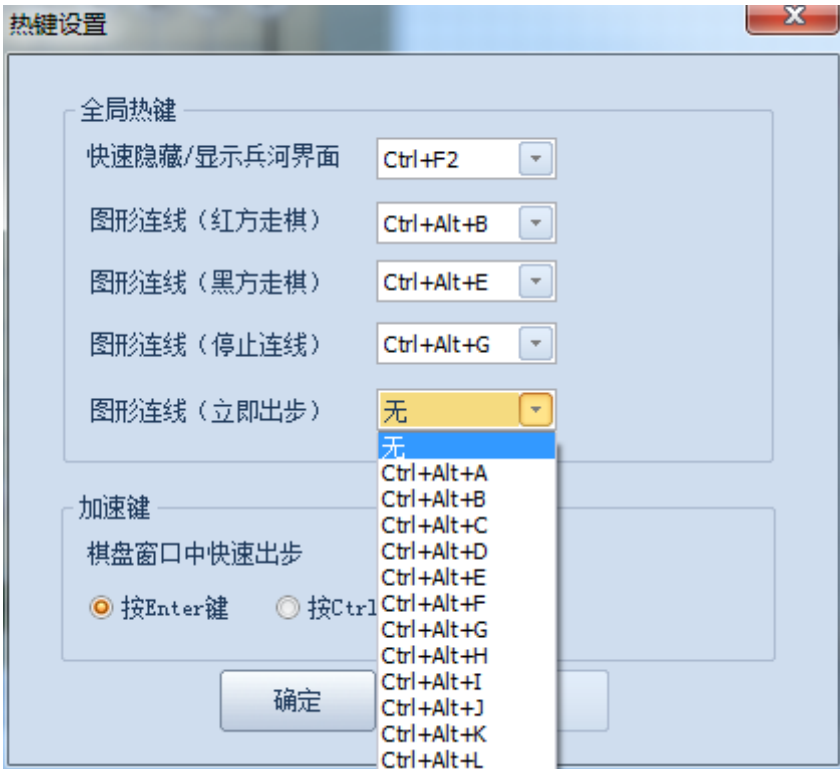 热键设置
全局热键
快速隐藏/显示兵河界面 Ctrl+F2
图形连线（红方走棋） Ctrl+Alt+B
图形连线（黑方走棋） Ctrl+Alt+E
图形连线（停止连线） Ctrl+Alt+G
图形连线（立即出步） 无
无
Ctrl+Alt+A
Ctrl+Alt+B
Ctrl+Alt+C
Ctrl+Alt+D
Ctrl+Alt+E
Ctrl+Alt+F
Ctrl+Alt+G
Ctrl+Alt+H
Ctrl+Alt+I
Ctrl+Alt+J
Ctrl+Alt+K
Ctrl+Alt+L
加速键
棋盘窗口中快速出步
按Enter键 按Ctrl
确定